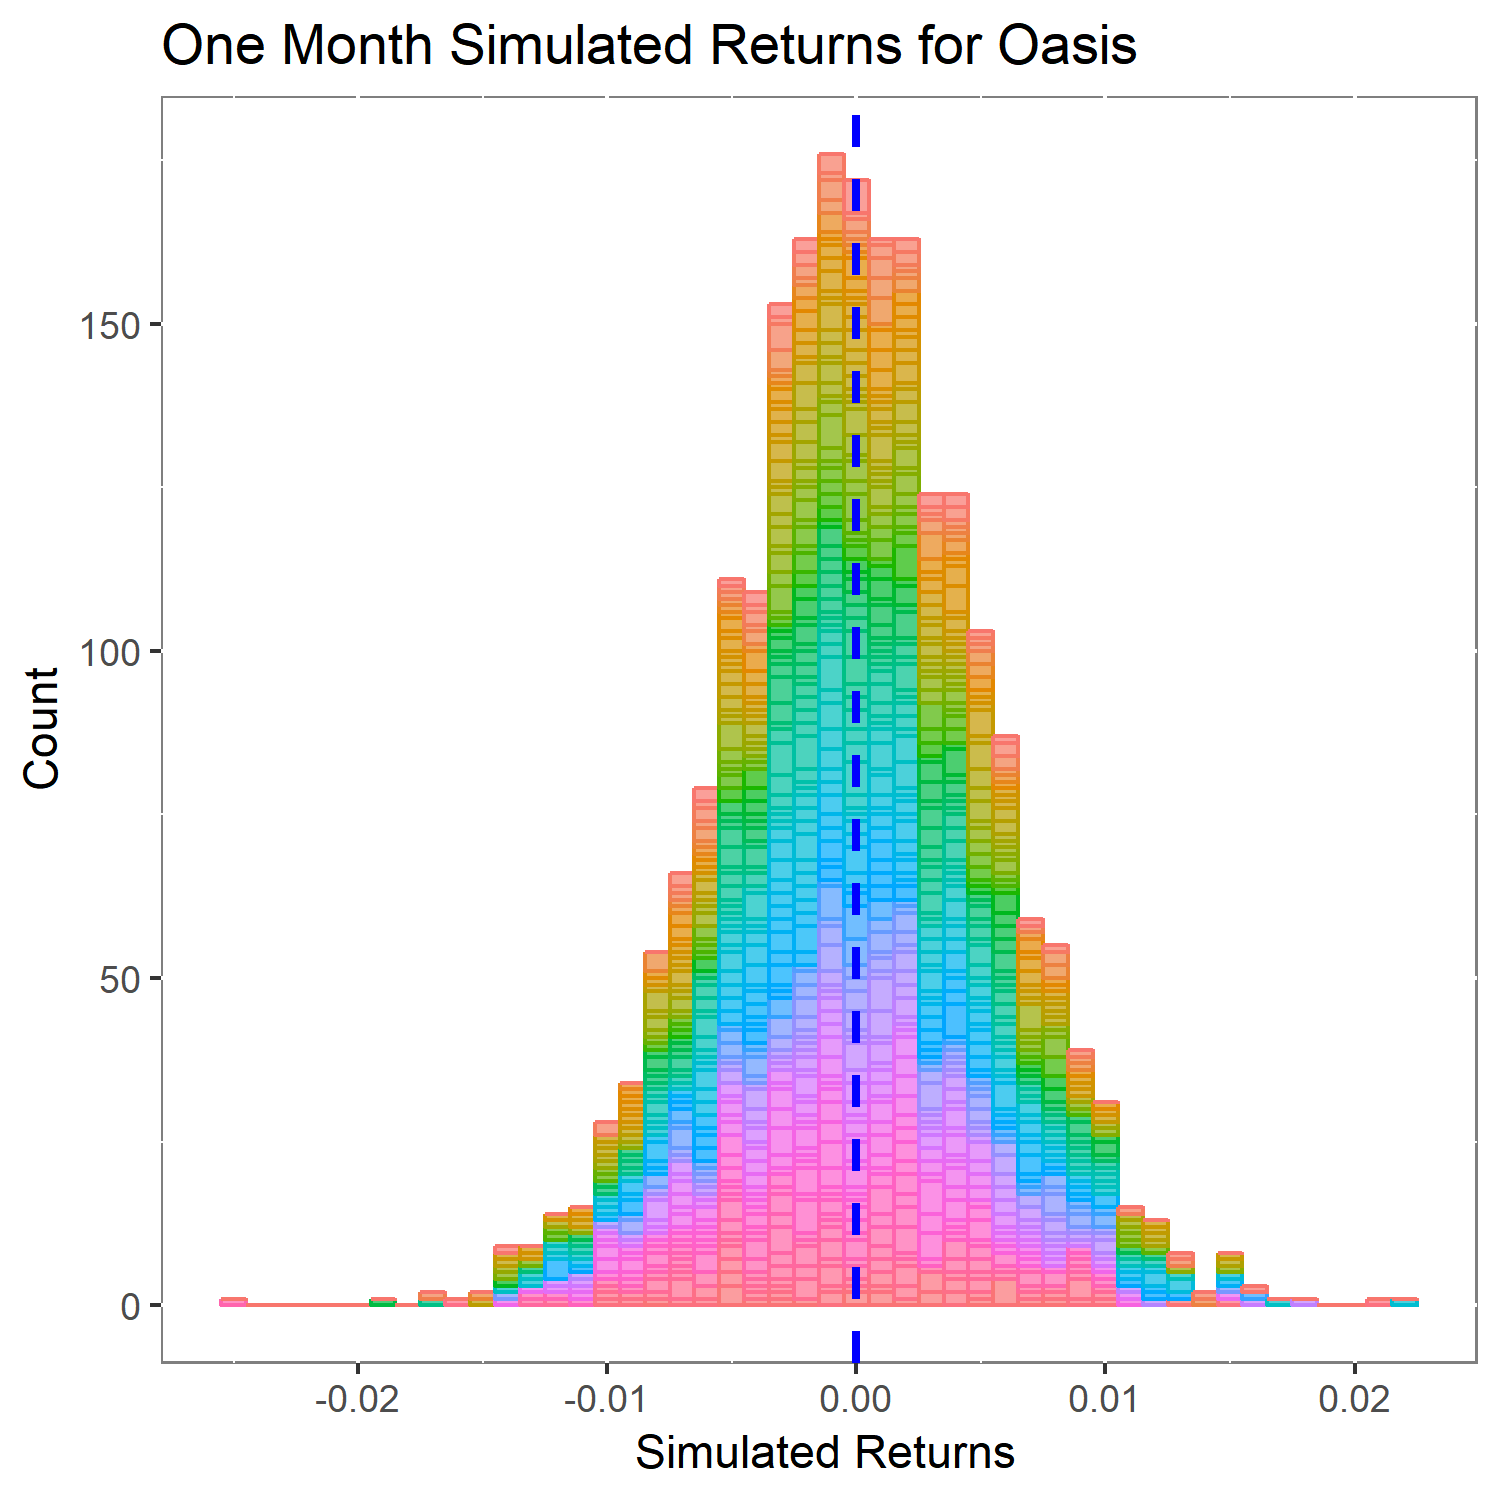 One Month Simulated Returns for Oasis
Count
150
100
50
0
-0.02 -0.01 0.00 0.01 0.02
Simulated Returns